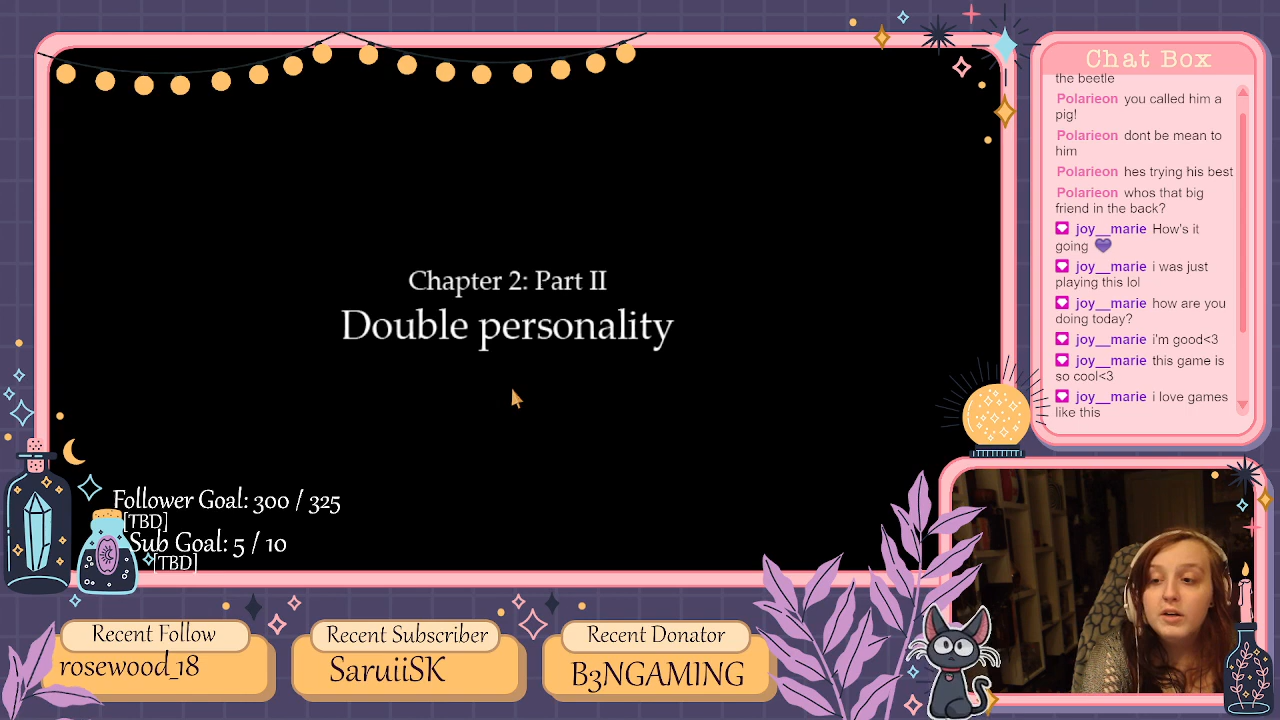 Chat Box
the beetle
Polarieon you called him a
pig!
Polarieon dont be mean to
him
Polarieon hes trying his best
Polarieon whos that big
friend in the back?
joy__marie How's it
going
joy__marie i was just
playing this lol
joy__marie how are you
doing today?
joy__marie i'm good<3
joy__marie this game is
so cool<3
joy__marie i love games
like this
Chapter 2: Part II
Double personality
Follower Goal: 300 / 325
[TBD]
Sub Goal: 5 / 10
[TBD]
Recent Follow
rosewood_18
Recent Subscriber
SaruiiSK
Recent Donator
B3NGAMING